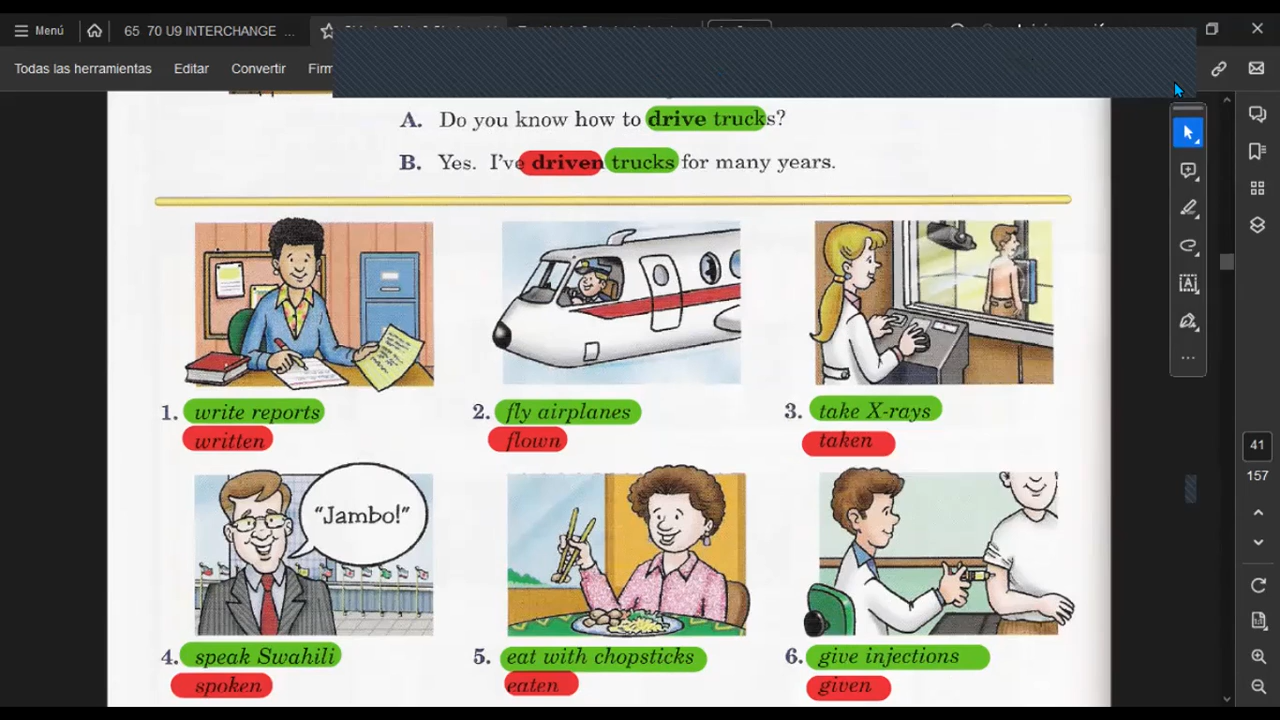 Menú
65 70 U9 INTERCHANGE ...
Todas las herramientas Editar Convertir Firm
A. Do you know how to drive trucks?
B. Yes. I've driven trucks for many years.
1. write reports
written
2. fly airplanes
flown
3. take X-rays
taken
41
157
"Jambo!"
4. speak Swahili
spoken
5. eat with chopsticks
eaten
6. give injections
given